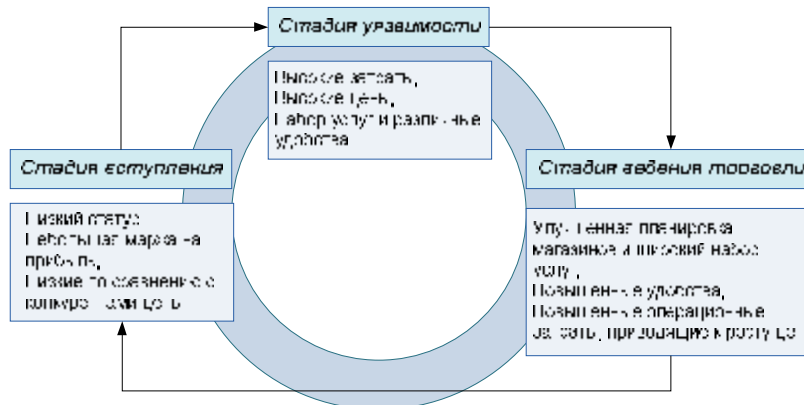 Стадия уязвимости
Высокие затраты,
Высокие цены,
Набор услуг и различные
удобства
Стадия вступления
Низкий статус
Небольшая маржа на
прибыль,
Низкие по сравнению с
конкурентами цены
Стадия ведения торговли
Улучшенная планировка
магазинов и широкий набор
услуг,
Повышенные удобства,
Повышенные операционные
затраты, приводящие к росту